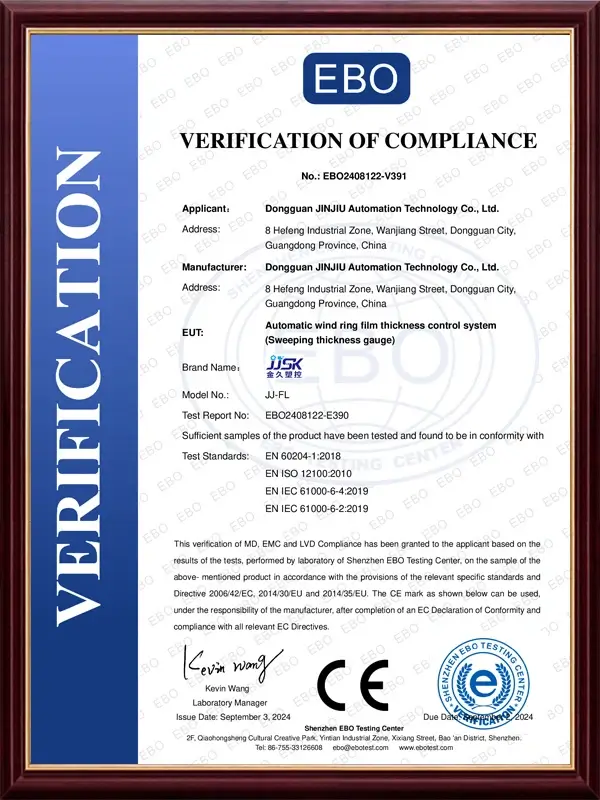 EBO
VERIFICATION OF COMPLIANCE
No.: EBO2408122-V391
VERIFICATION
Applicant: Dongguan JINJIU Automation Technology Co., Ltd.
Address: 8 Hefeng Industrial Zone, Wanjiang Street, Dongguan City,
Guangdong Province, China
Manufacturer: Dongguan JINJIU Automation Technology Co., Ltd.
Address: 8 Hefeng Industrial Zone, Wanjiang Street, Dongguan City,
Guangdong Province, China
EUT: Automatic wind ring film thickness control system
(Sweeping thickness gauge)
Brand Name: JJSK
金久塑控
Model No.: JJ-FL
Test Report No: EBO2408122-E390
Sufficient samples of the product have been tested and found to be in conformity with
Test Standards: EN 60204-1:2018
EN ISO 12100:2010
EN IEC 61000-6-4:2019
EN IEC 61000-6-2:2019
This verification of MD, EMC and LVD Compliance has been granted to the applicant based on the
results of the tests, performed by laboratory of Shenzhen EBO Testing Center, on the sample of the
above- mentioned product in accordance with the provisions of the relevant specific standards and
Directive 2006/42/EC, 2014/30/EU and 2014/35/EU. The CE mark as shown below can be used,
under the responsibility of the manufacturer, after completion of an EC Declaration of Conformity and
compliance with all relevant EC Directives.
Kevin Wang
Kevin Wang
Laboratory Manager
Issue Date: September 3, 2024
CE
SHENZHEN EBO TESTING CENTER
e
VERIFICATION
Due Date: September 2, 2024
Shenzhen EBO Testing Center
2F, Qiaohongsheng Cultural Creative Park, Yintian Industrial Zone, Xixiang Street, Bao 'an District, Shenzhen.
Tel: 86-755-33126608 ebo@ebotest.com www.ebotest.com